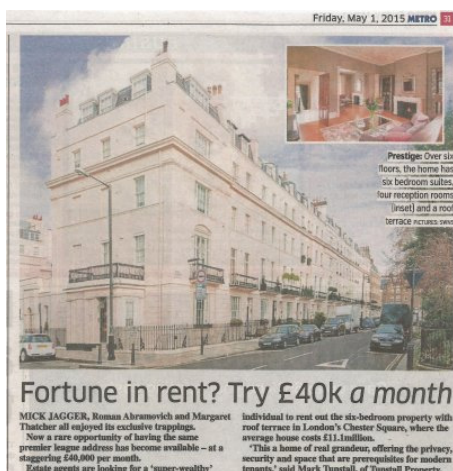 Friday, May 1, 2015 METRO 31
Prestige: Over six
floors, the home has
six bedroom suites,
four reception rooms
(inset) and a roof
terrace PICTURES: SWNS
Fortune in rent? Try £40k a month
MICK JAGGER, Roman Abramovich and Margaret
Thatcher all enjoyed its exclusive trappings.
Now a rare opportunity of having the same
premier league address has become available – at a
staggering £40,000 per month.
Estate agents are looking for a ‘super-wealthy’
individual to rent out the six-bedroom property with
roof terrace in London’s Chester Square, where the
average house costs £11.1million.
‘This a home of real grandeur, offering the privacy,
security and space that are prerequisites for modern
tenants,’ said Mark Tunstall, of Tunstall Property